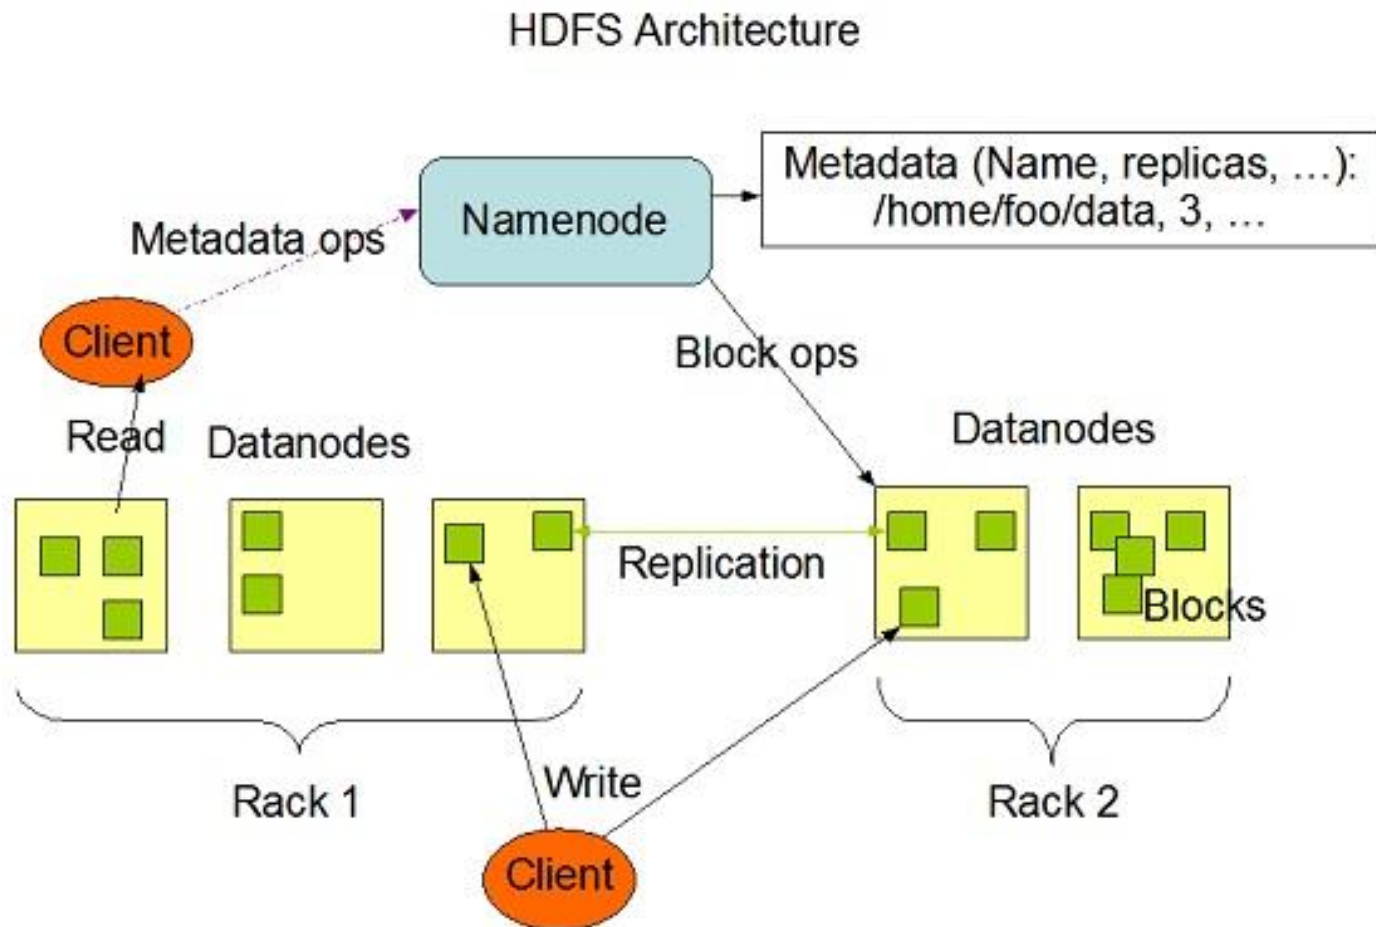 HDFS Architecture
Metadata (Name, replicas, …):
/home/foo/data, 3, …
Namenode
Metadata ops
Client
Block ops
Read
Datanodes
Datanodes
Replication
Blocks
Rack 1
Write
Rack 2
Client